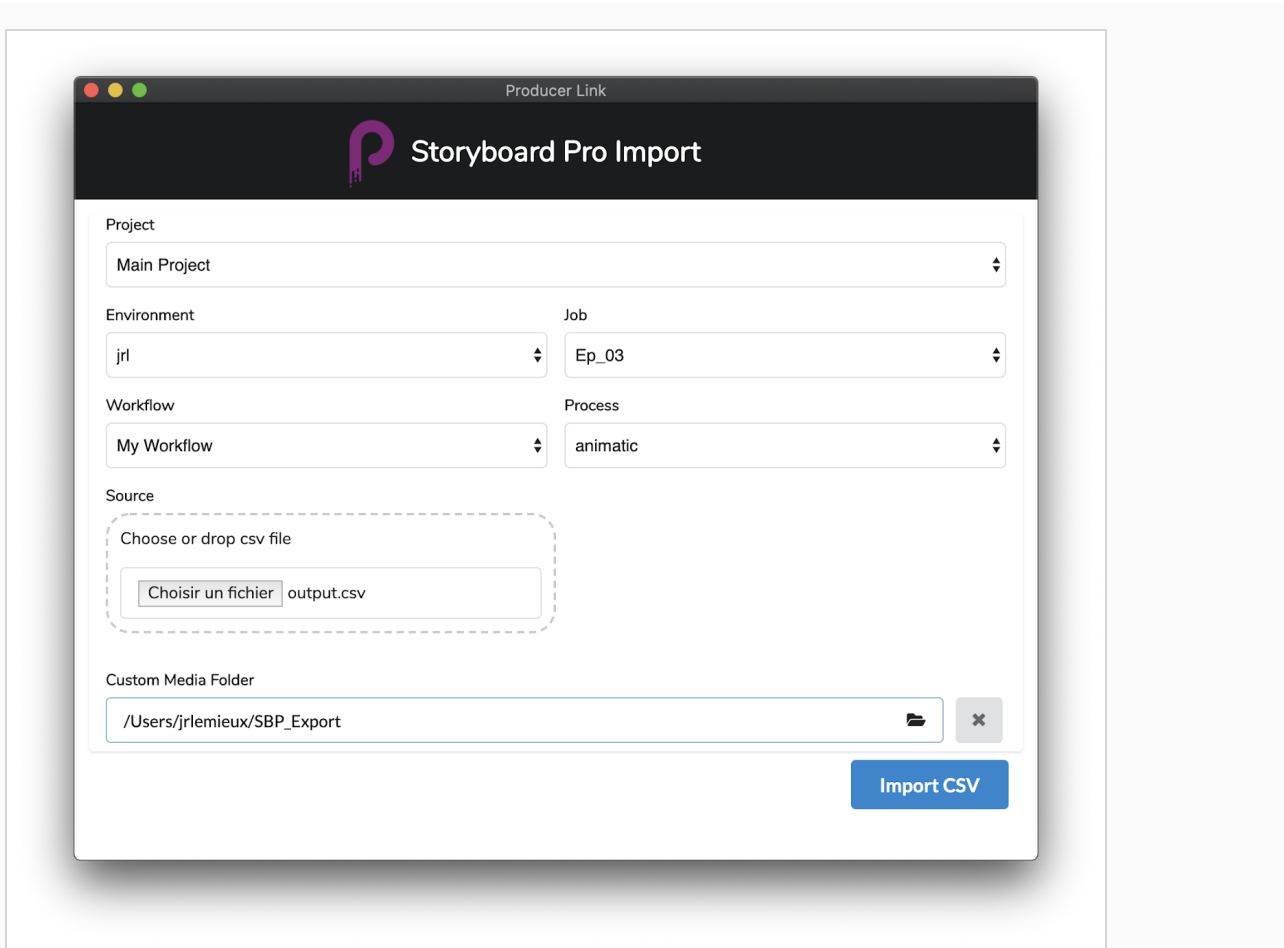 Producer Link
Storyboard Pro Import
Project
Main Project
Environment
Job
jrl
Ep_03
Workflow
Process
My Workflow
animatic
Source
Choose or drop csv file
Choisir un fichier output.csv
Custom Media Folder
/Users/jrlemieux/SBP_Export
Import CSV